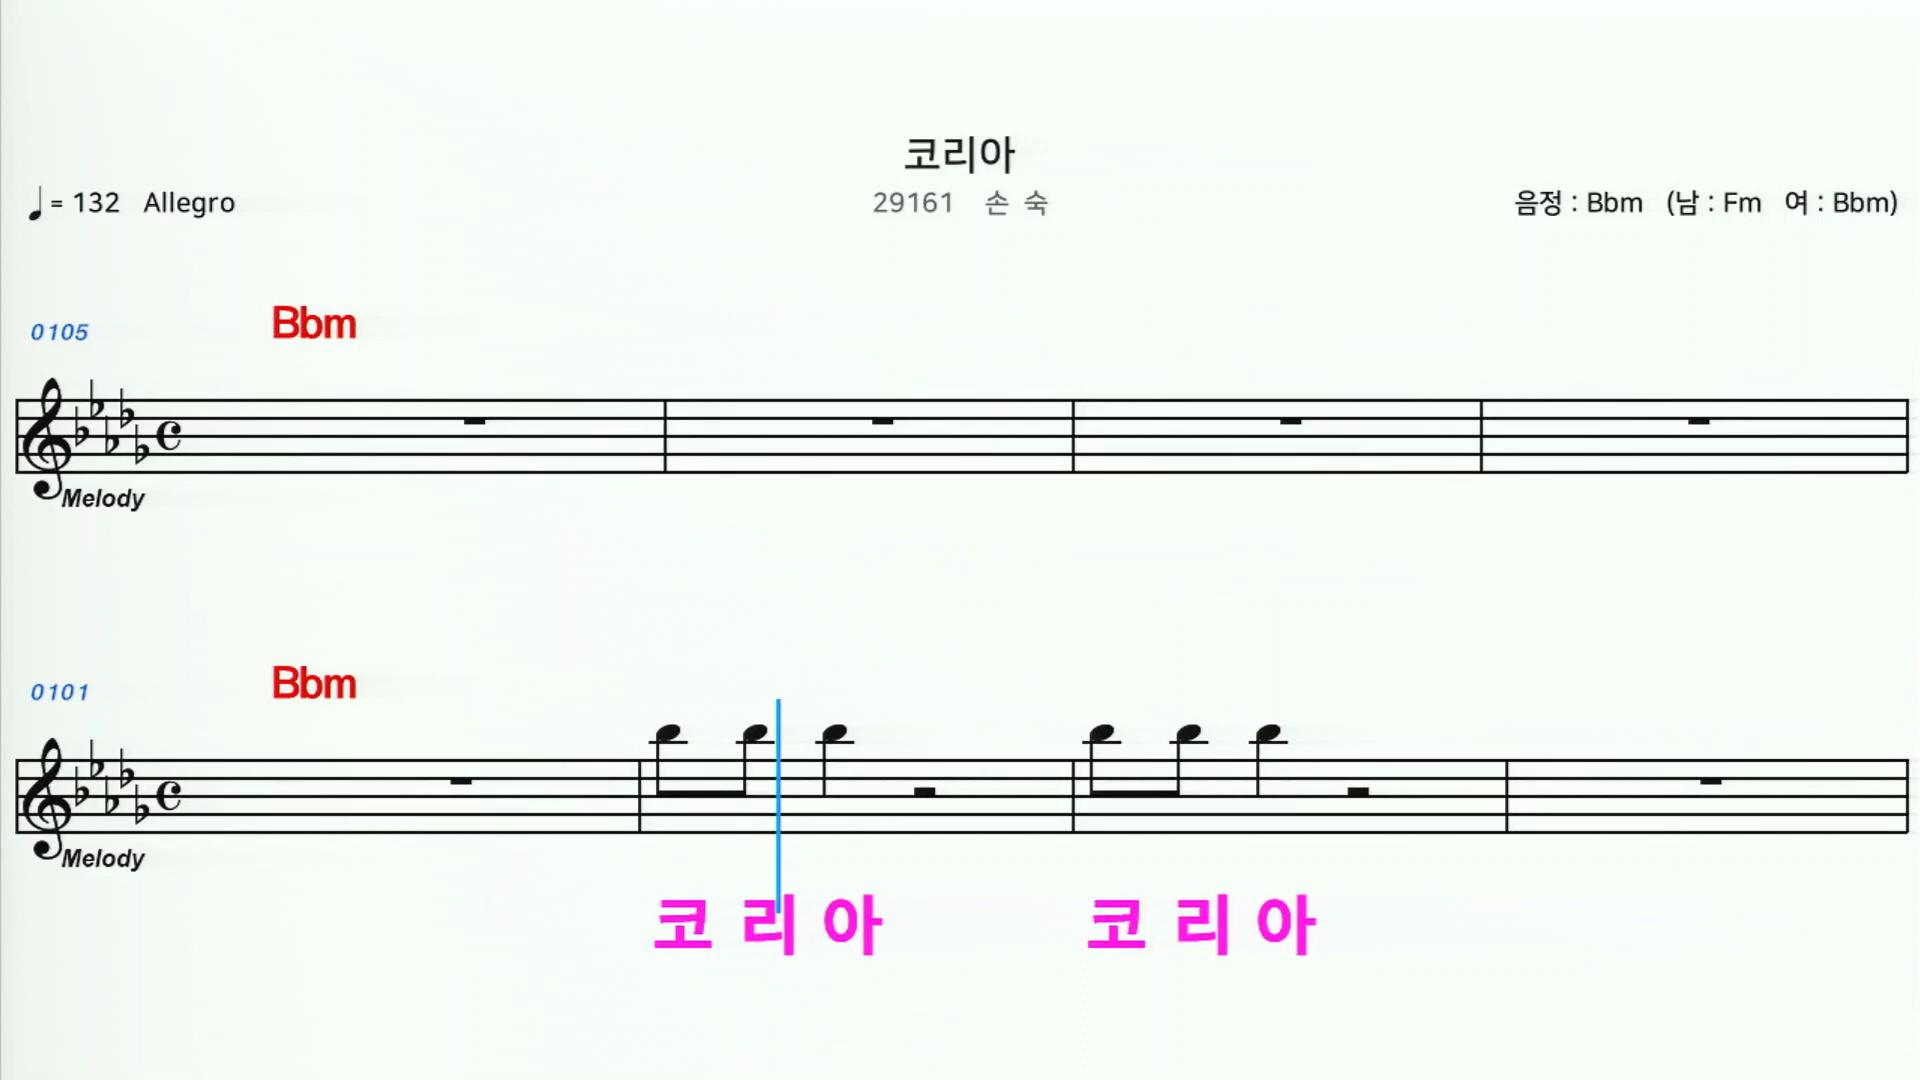 코리아
♩= 132 Allegro
29161 손 숙
음정 : Bbm (남 : Fm 여 : Bbm)
0105
Bbm
Melody
0101
Bbm
Melody
코 리 아 코 리 아